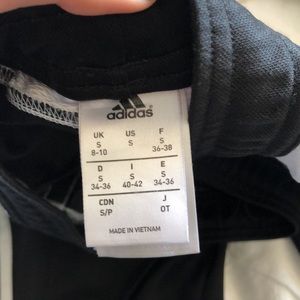 adidas®
UK US F
S S S
8-10 36-38
D I E
S S S
34-36 40-42 34-36
CDN J
S/P OT
MADE IN VIETNAM